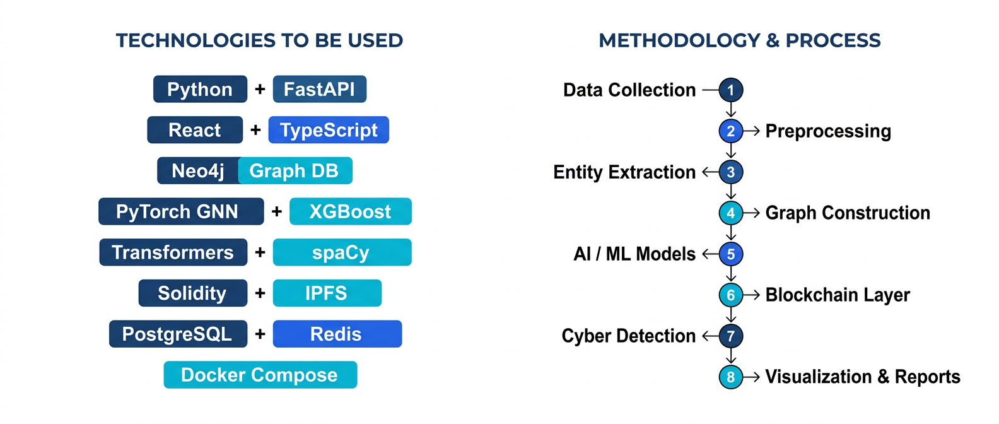 TECHNOLOGIES TO BE USED
Python + FastAPI
React + TypeScript
Neo4j Graph DB
PyTorch GNN + XGBoost
Transformers + spaCy
Solidity + IPFS
PostgreSQL + Redis
Docker Compose
METHODOLOGY & PROCESS
Data Collection 1
2 Preprocessing
Entity Extraction 3
4 Graph Construction
AI / ML Models 5
6 Blockchain Layer
Cyber Detection 7
8 Visualization & Reports